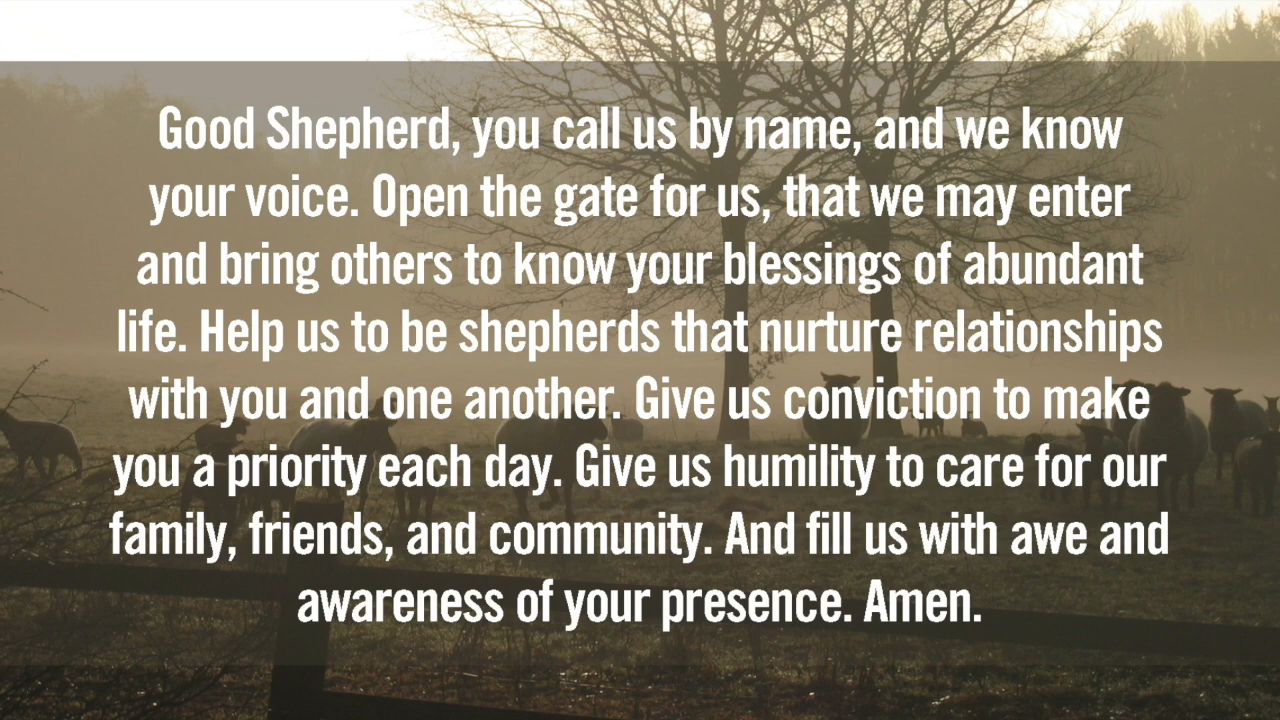 Good Shepherd, you call us by name, and we know
your voice. Open the gate for us, that we may enter
and bring others to know your blessings of abundant
life. Help us to be shepherds that nurture relationships
with you and one another. Give us conviction to make
you a priority each day. Give us humility to care for our
family, friends, and community. And fill us with awe and
awareness of your presence. Amen.